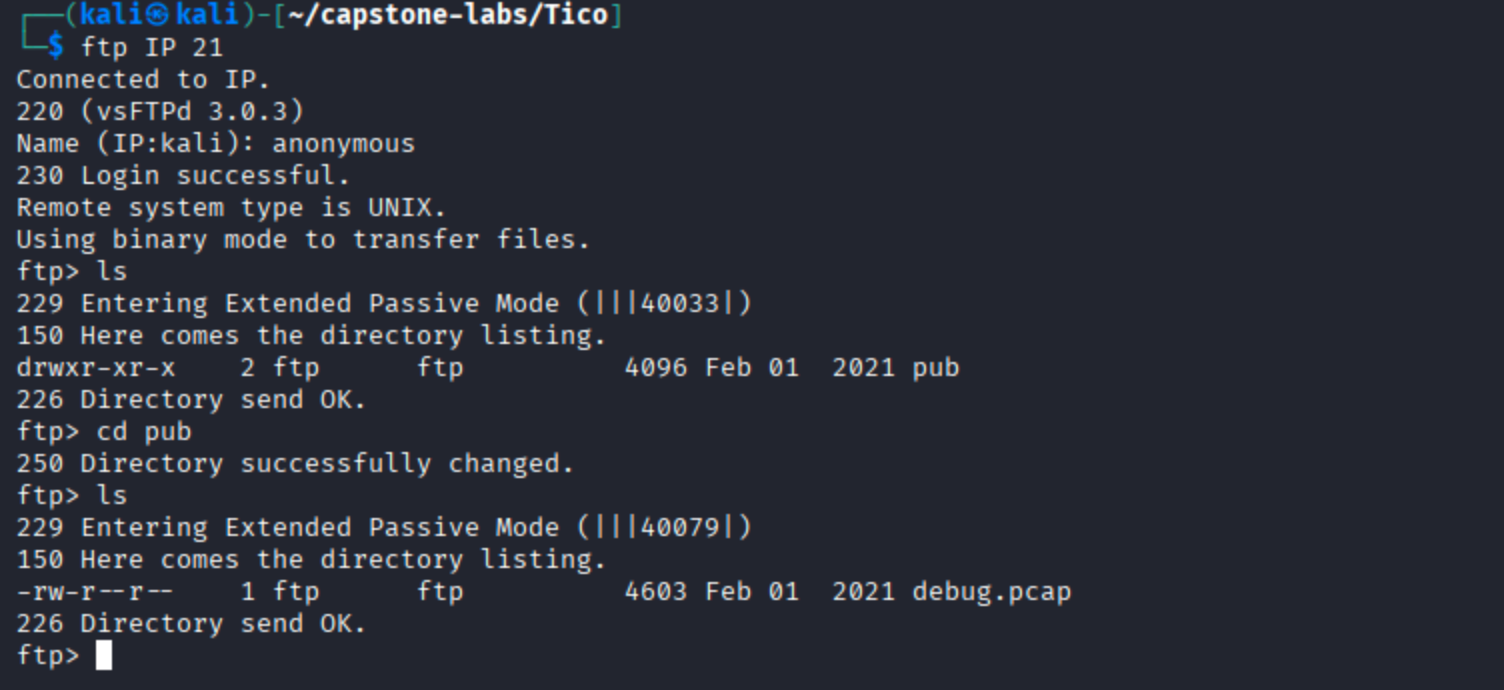 ┌──(kali㉿kali)-[~/capstone-labs/Tico]
└─$ ftp IP 21
Connected to IP.
220 (vsFTPd 3.0.3)
Name (IP:kali): anonymous
230 Login successful.
Remote system type is UNIX.
Using binary mode to transfer files.
ftp> ls
229 Entering Extended Passive Mode (|||40033|)
150 Here comes the directory listing.
drwxr-xr-x    2 ftp      ftp          4096 Feb 01  2021 pub
226 Directory send OK.
ftp> cd pub
250 Directory successfully changed.
ftp> ls
229 Entering Extended Passive Mode (|||40079|)
150 Here comes the directory listing.
-rw-r--r--    1 ftp      ftp          4603 Feb 01  2021 debug.pcap
226 Directory send OK.
ftp>